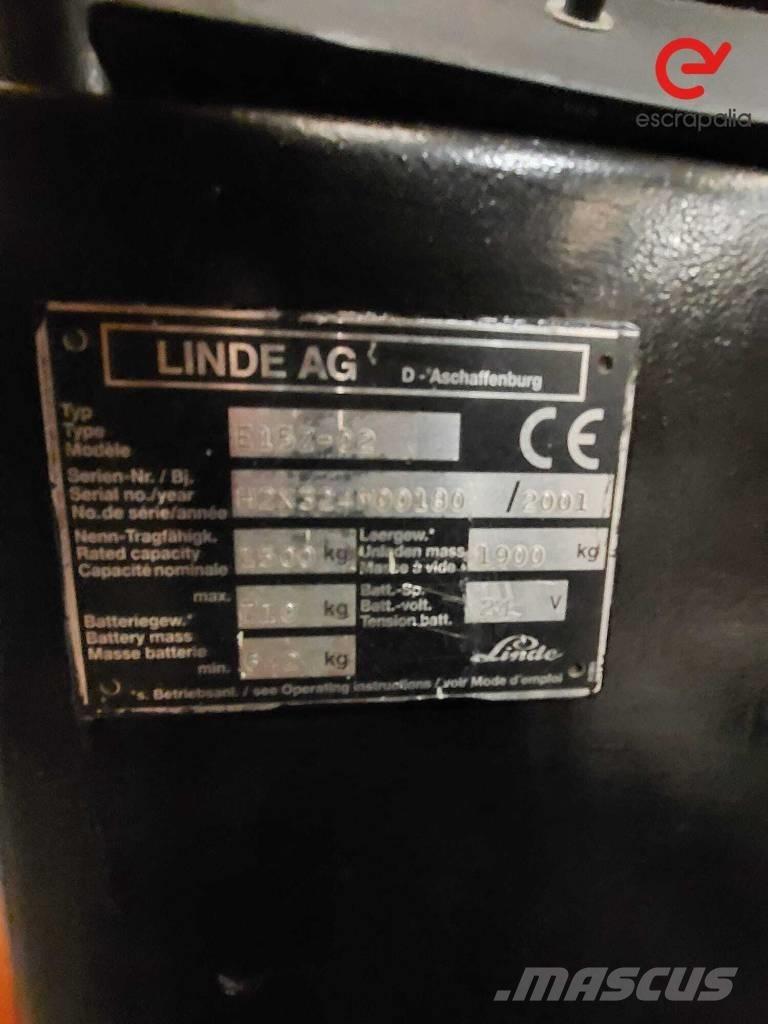 escrapalia
LINDE AG D - Aschaffenburg
Typ
Type
Modèle
CE
Serien-Nr. / Bj.
Serial no./year
No. de série/année
/ 2001
Nenn-Tragfähigk.
Rated capacity
Capacité nominale
kg
Leergew.*
Unladen mass
Masse à vide
1900 kg
max. kg
Batt.-Sp.
Batt.-volt.
Tension batt.
V
Batteriegew.*
Battery mass
Masse batterie
min. kg
Linde
*s. Betriebsanl. / see Operating instructions / voir Mode d'emploi
MASCUS